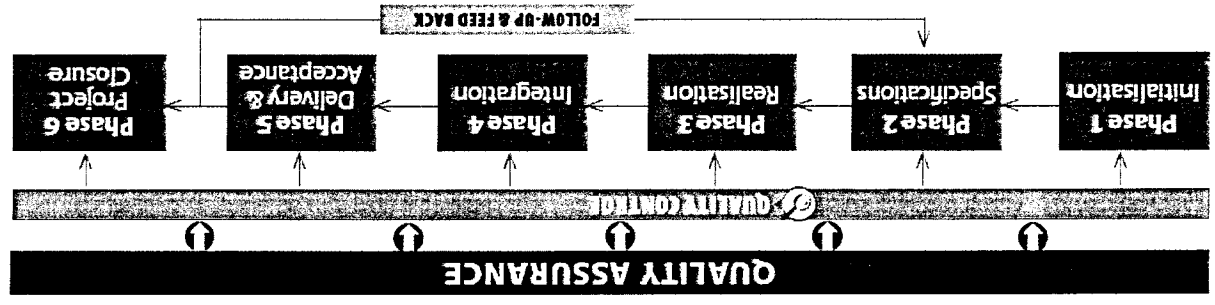 QUALITY ASSURANCE
QUALITY CONTROL
Phase 1
Initialisation
Phase 2
Specifications
Phase 3
Realisation
Phase 4
Integration
Phase 5
Delivery &
Acceptance
Phase 6
Project
Closure
FOLLOW-UP & FEED BACK